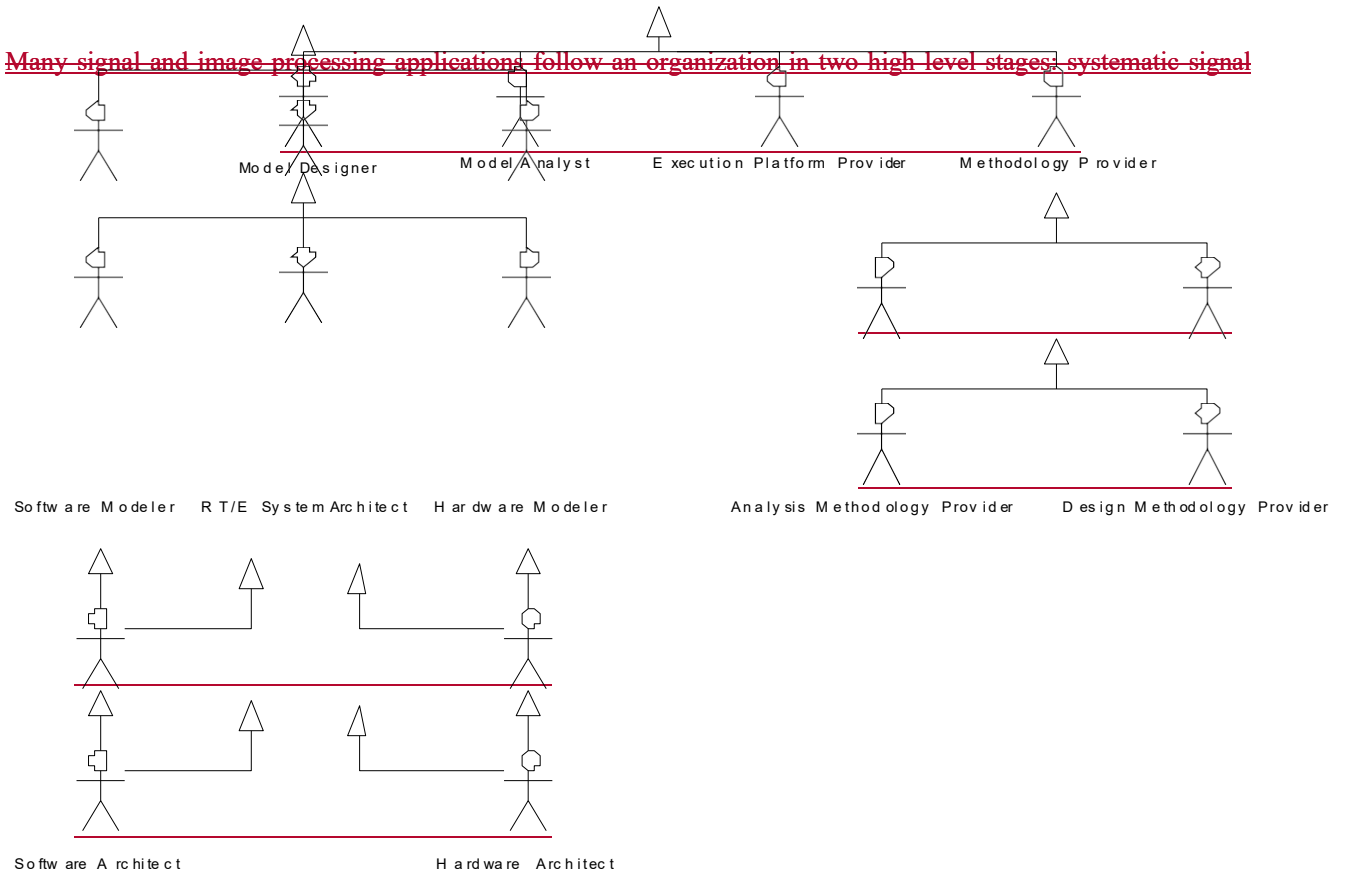 Many signal and image processing applications follow an organization in two high level stages: systematic signal
Model Designer Model Analyst Execution Platform Provider Methodology Provider
Software Modeler RT/E System Architect Hardware Modeler Analysis Methodology Provider Design Methodology Provider
Software Architect Hardware Architect